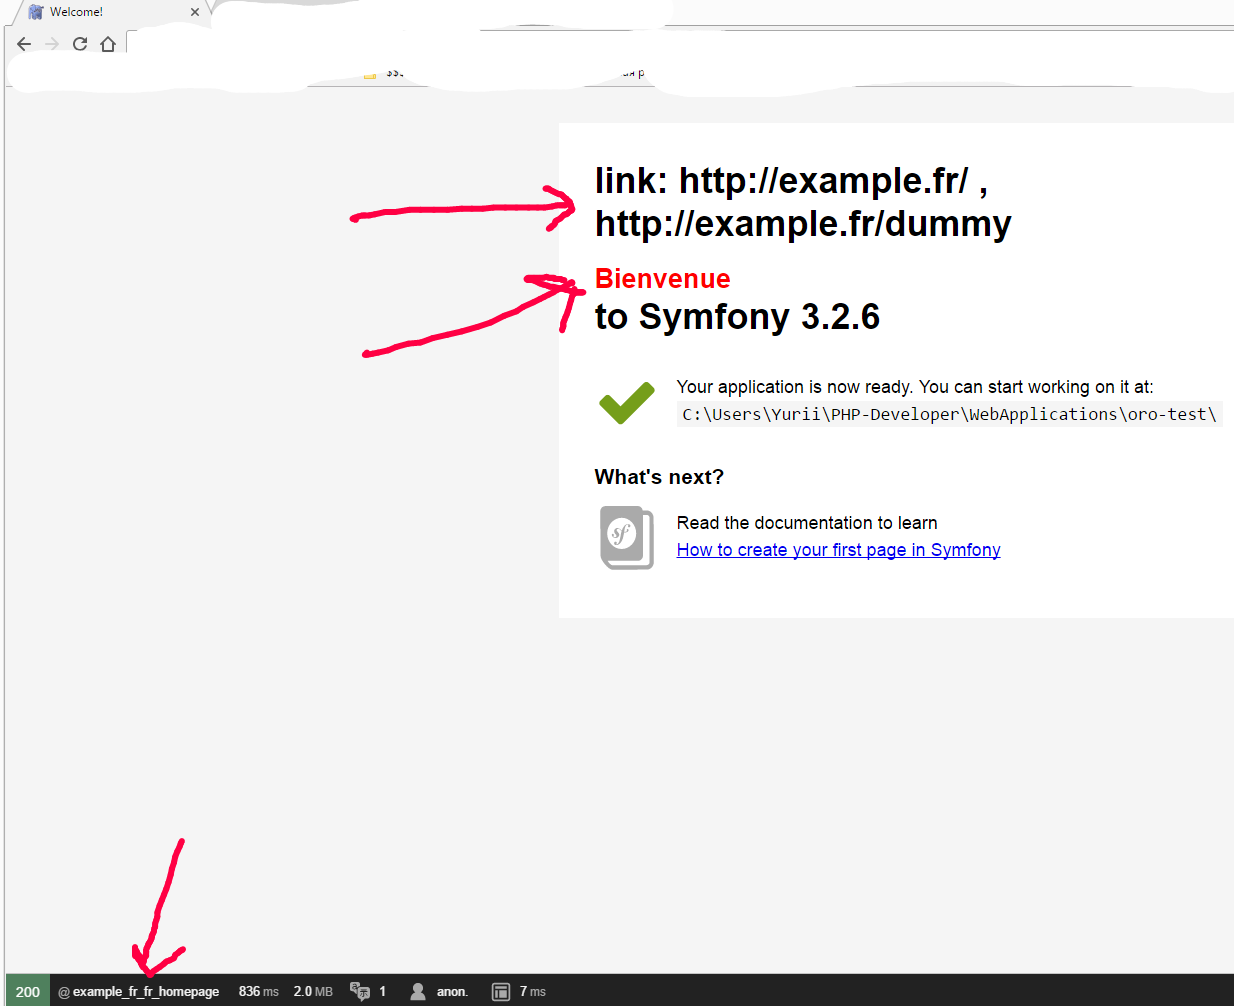 Welcome!
link: http://example.fr/ ,
http://example.fr/dummy
Bienvenue
to Symfony 3.2.6
Your application is now ready. You can start working on it at:
C:\Users\Yurii\PHP-Developer\WebApplications\oro-test\
What's next?
sf
Read the documentation to learn
How to create your first page in Symfony
200 @ example_fr_fr_homepage 836 ms 2.0 MB 1 anon. 7 ms